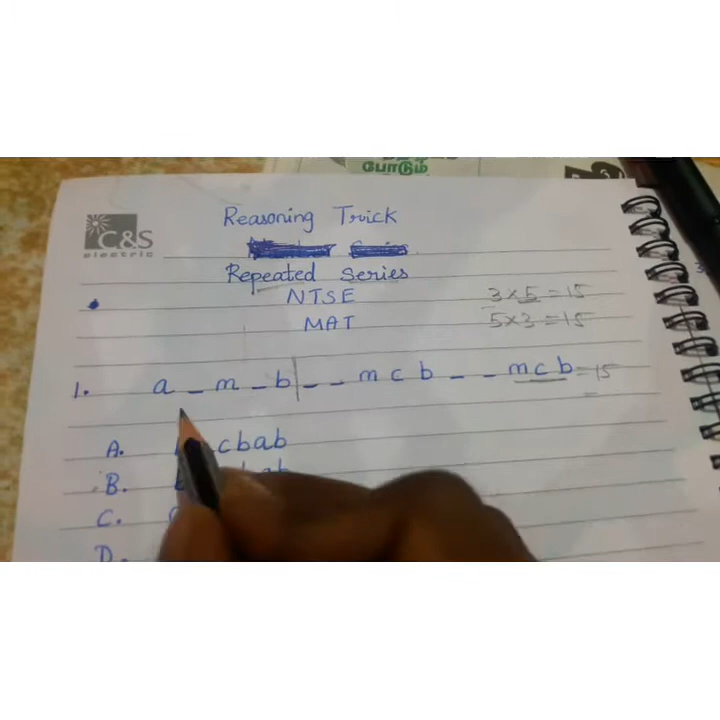 போடும்
C&S
electric
Reasoning Trick
Repeated Series
NTSE 3 x 5 = 15
MAT 5 x 3 = 15
1. a _ m _ b | _ _ m c b _ _ m c b = 15
A. cbab
B.
C.
D.